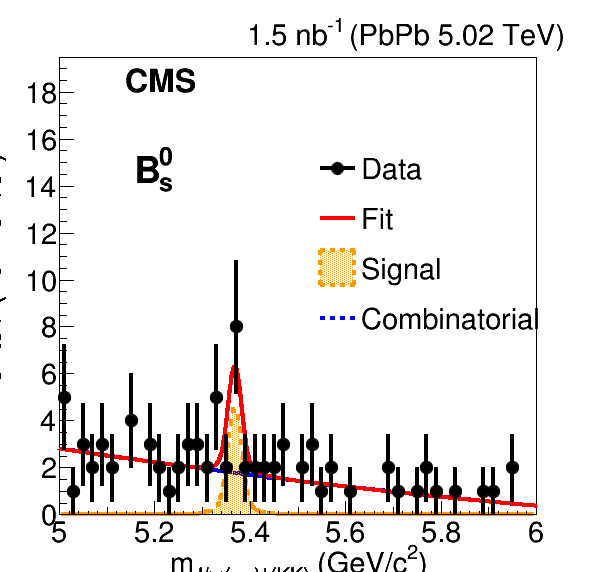 1.5 nb-1 (PbPb 5.02 TeV)
CMS
B0s
Data
Fit
Signal
Combinatorial
18
16
14
12
10
8
6
4
2
0
5 5.2 5.4 5.6 5.8 6
m (GeV/c2)